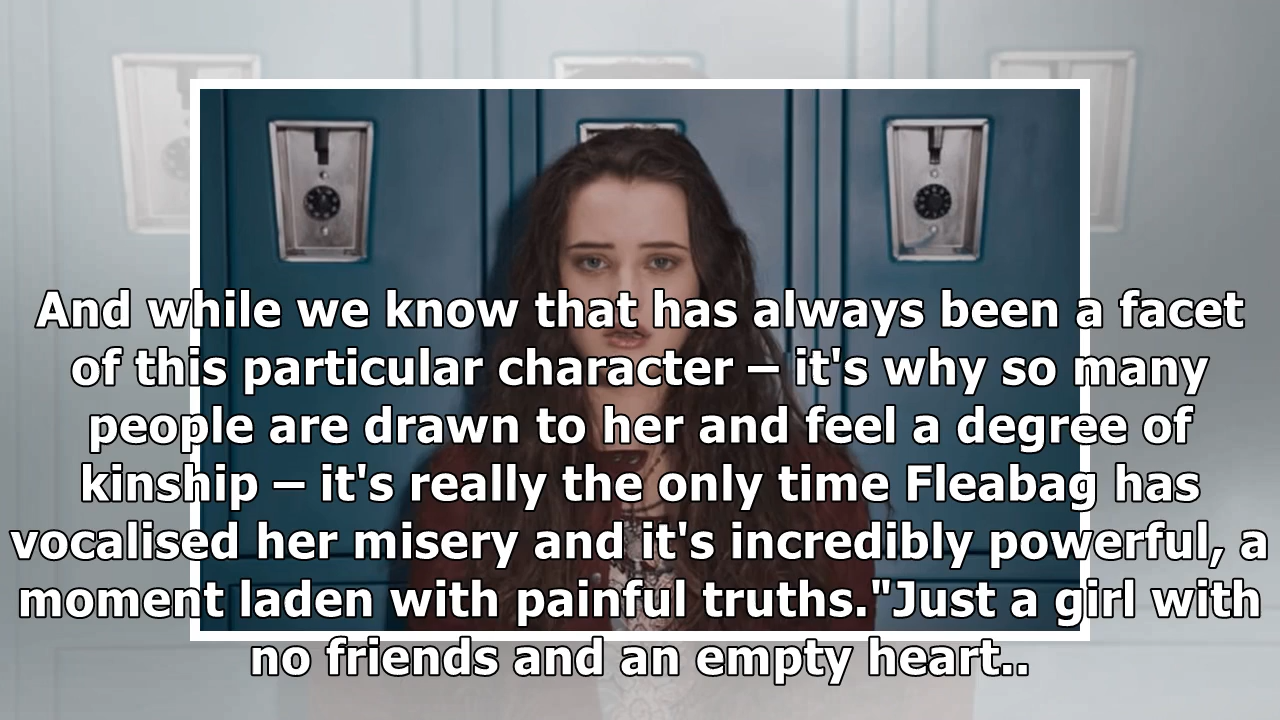 And while we know that has always been a facet
of this particular character – it's why so many
people are drawn to her and feel a degree of
kinship – it's really the only time Fleabag has
vocalised her misery and it's incredibly powerful, a
moment laden with painful truths."Just a girl with
no friends and an empty heart..